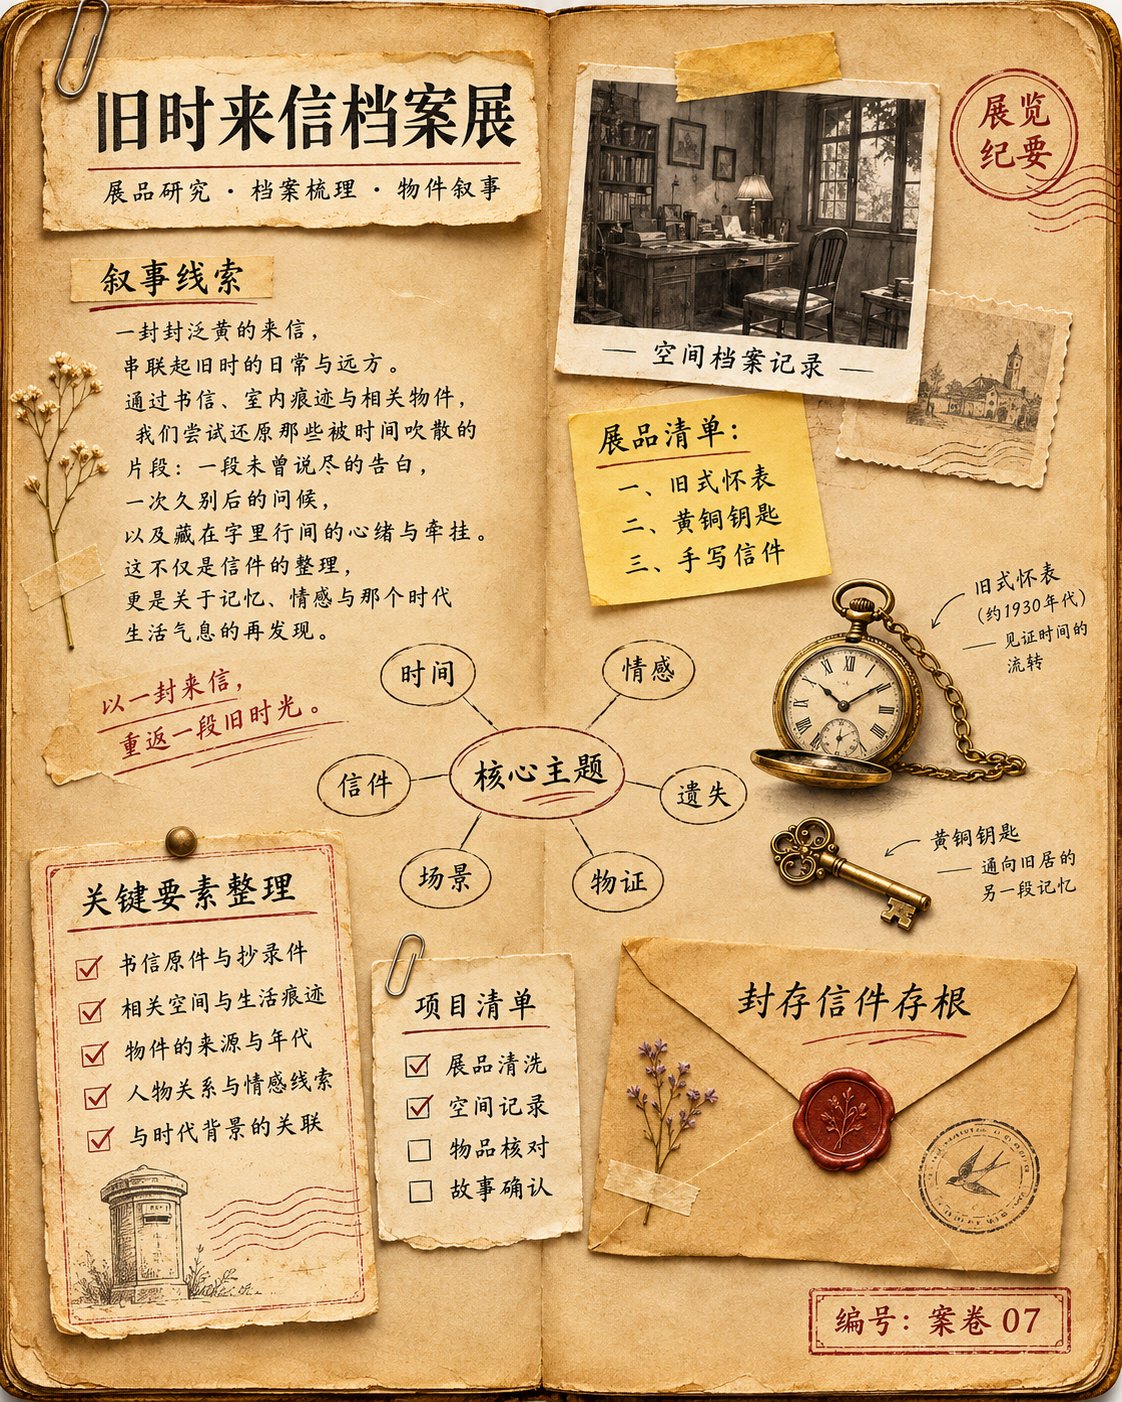 旧时来信档案展
展品研究 · 档案梳理 · 物件叙事
叙事线索
一封封泛黄的来信，
串联起旧时的日常与远方。
通过书信、室内痕迹与相关物件，
我们尝试还原那些被时间吹散的
片段：一段未曾说尽的告白，
一次久别后的问候，
以及藏在字里行间的心绪与牵挂。
这不仅是信件的整理，
更是关于记忆、情感与那个时代
生活气息的再发现。
以一封来信，
重返一段旧时光。
展览
纪要
— 空间档案记录 —
展品清单：
一、旧式怀表
二、黄铜钥匙
三、手写信件
旧式怀表
（约1930年代）
— 见证时间的
流转
时间
情感
信件
核心主题
遗失
场景
物证
黄铜钥匙
— 通向旧居的
另一段记忆
关键要素整理
☑ 书信原件与抄录件
☑ 相关空间与生活痕迹
☑ 物件的来源与年代
☑ 人物关系与情感线索
☑ 与时代背景的关联
项目清单
☑ 展品清洗
☑ 空间记录
☐ 物品核对
☐ 故事确认
封存信件存根
编号：案卷 07